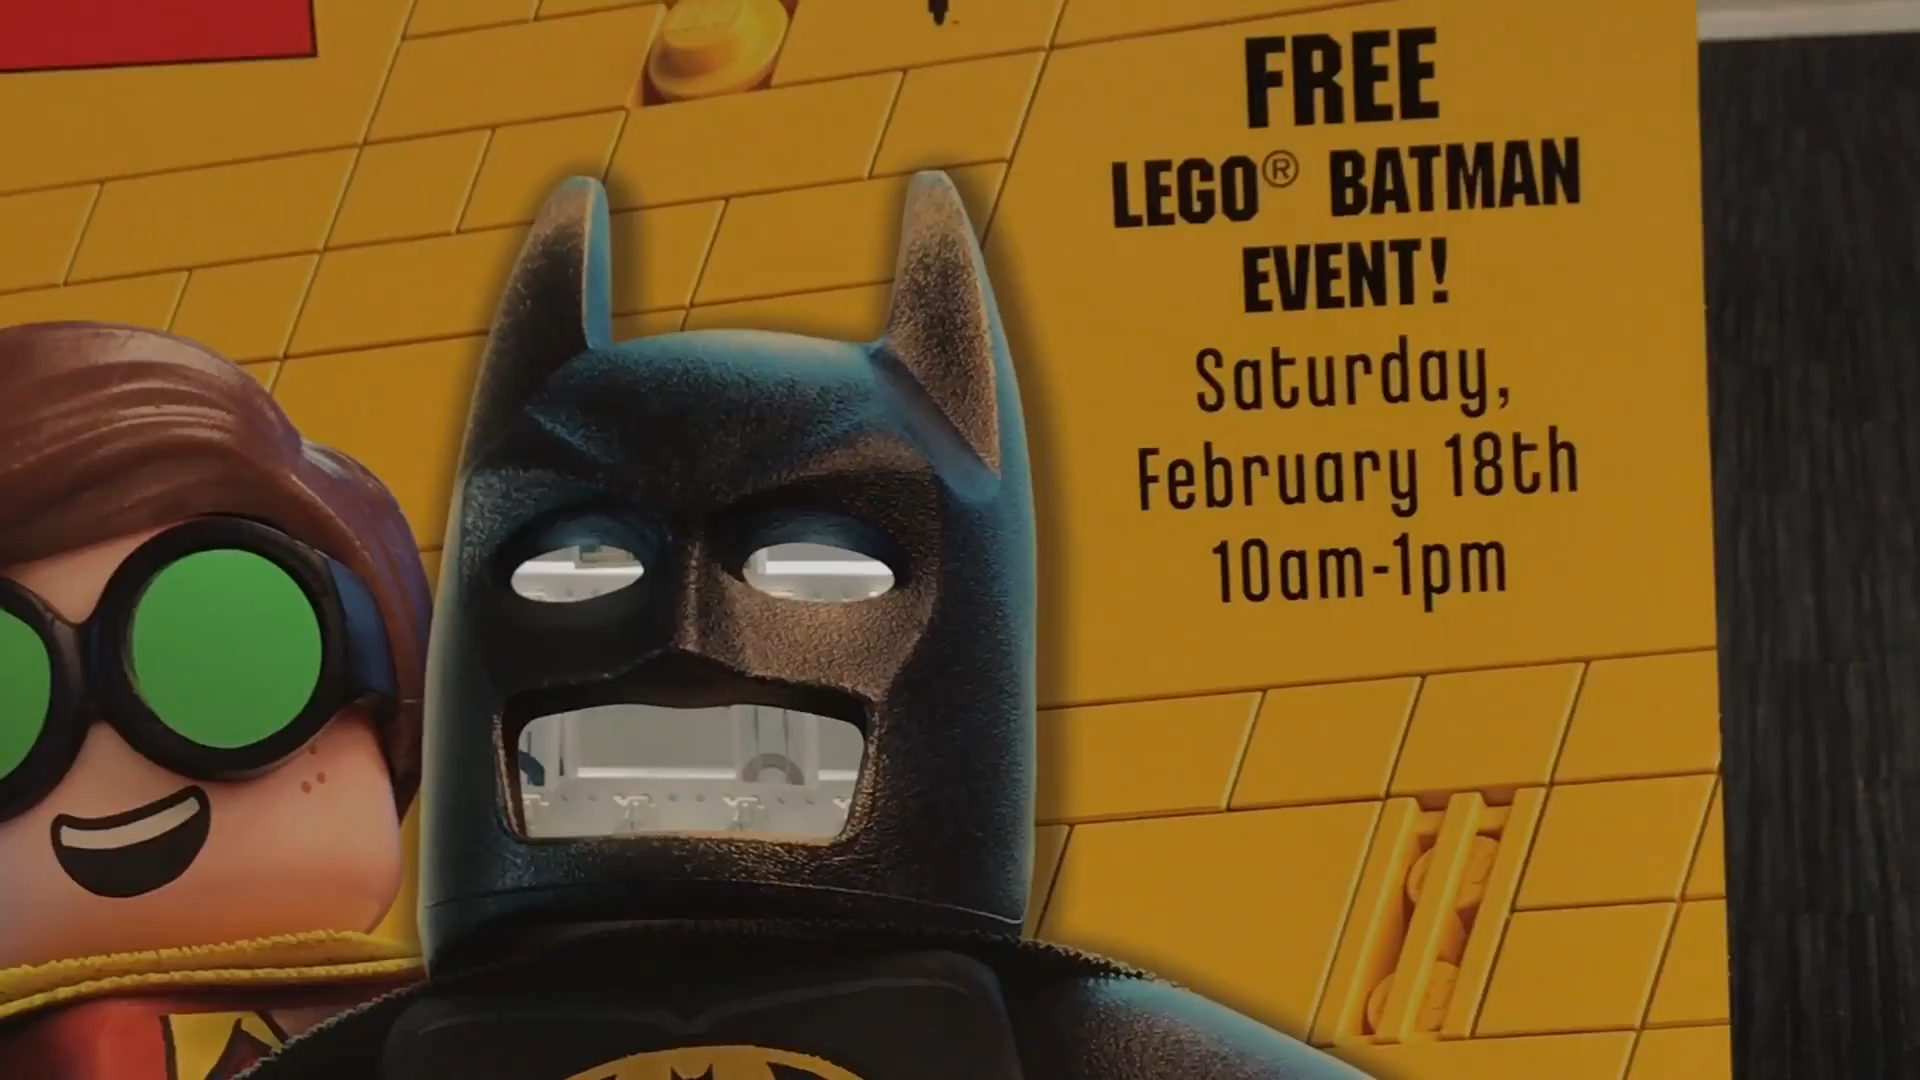 FREE
LEGO® BATMAN
EVENT!
Saturday,
February 18th
10am-1pm